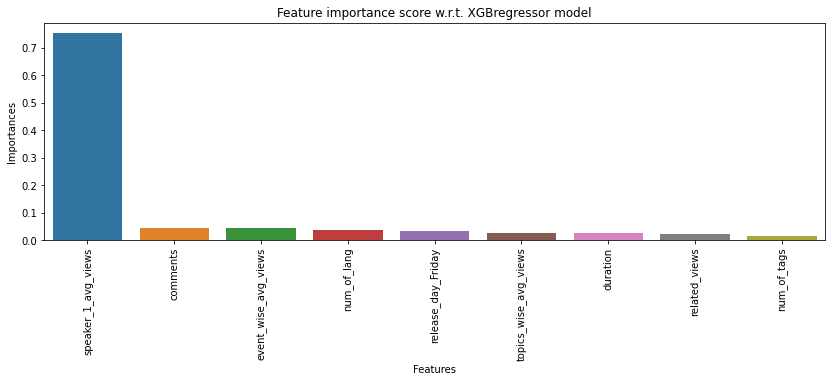 Feature importance score w.r.t. XGBregressor model
Importances
0.7
0.6
0.5
0.4
0.3
0.2
0.1
0.0
speaker_1_avg_views
comments
event_wise_avg_views
num_of_lang
release_day_Friday
topics_wise_avg_views
duration
related_views
num_of_tags
Features